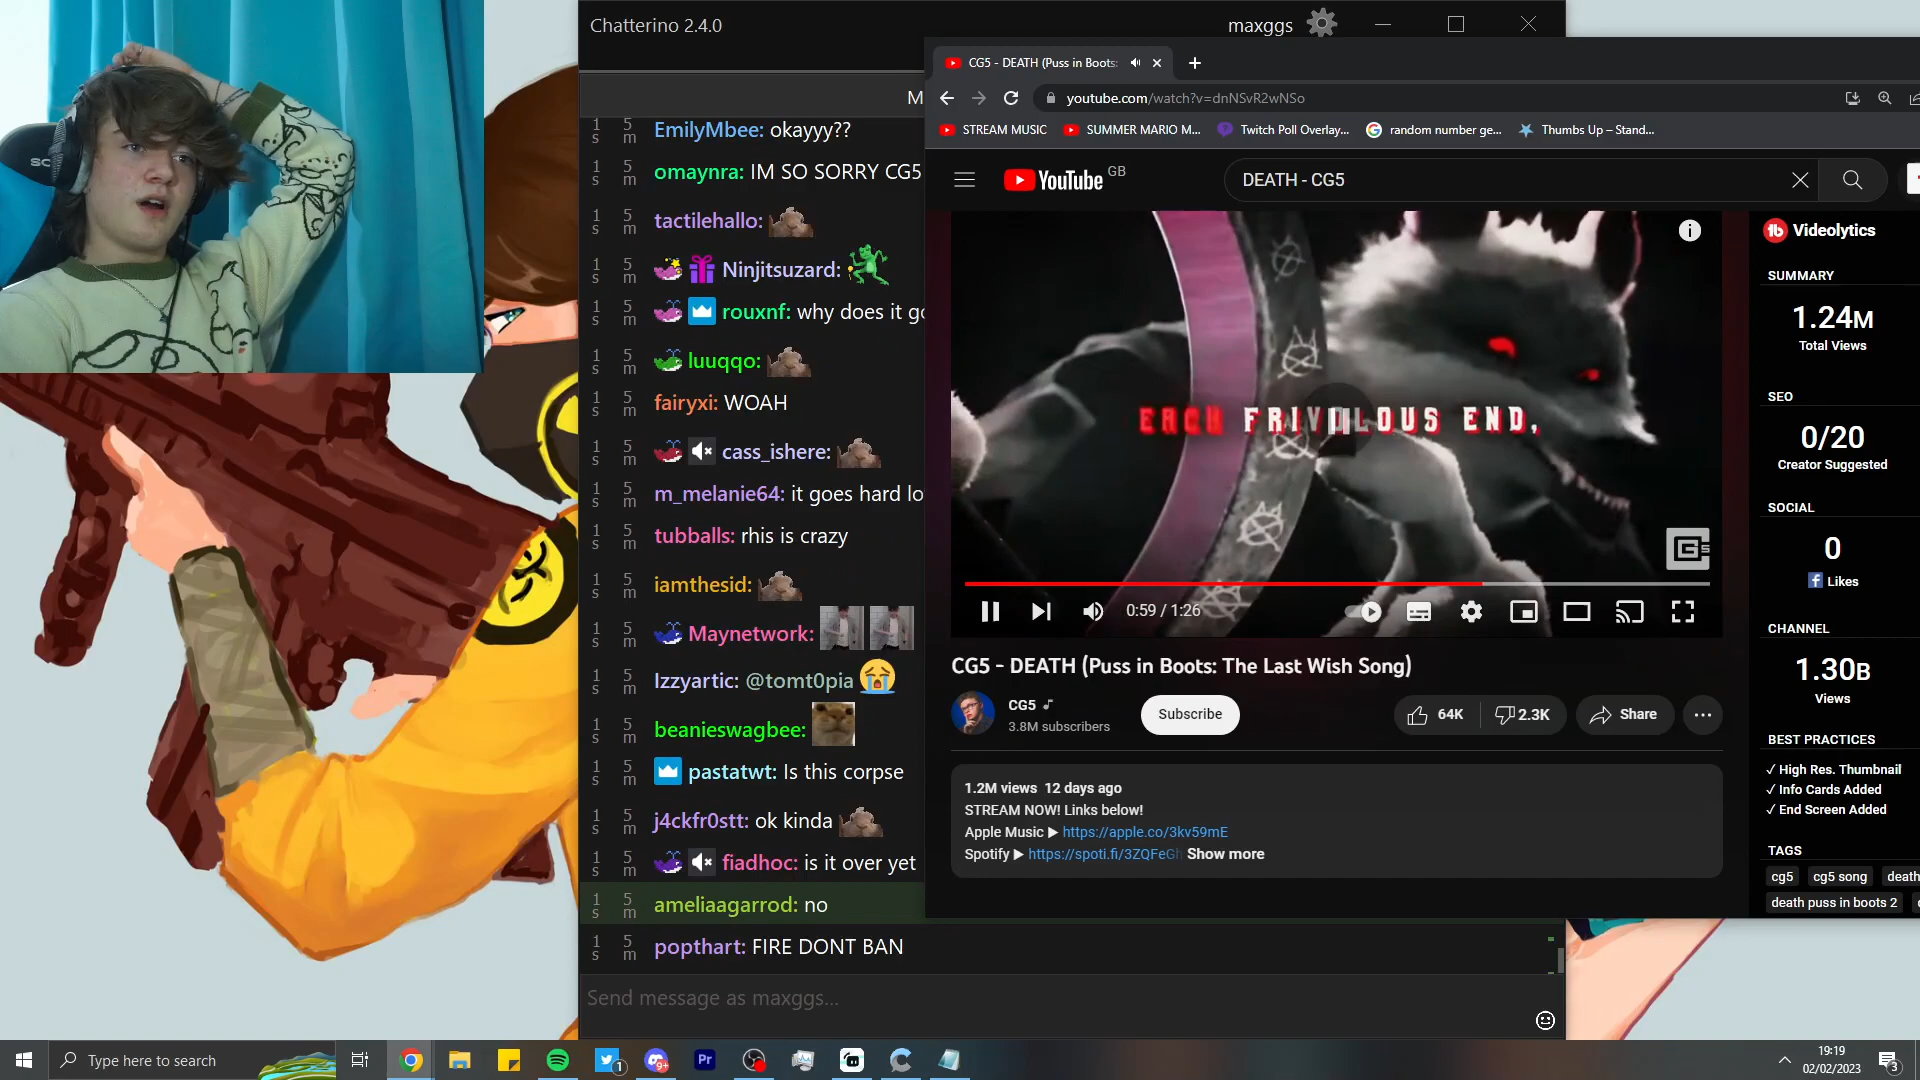 Chatterino 2.4.0
maxggs
CG5 - DEATH (Puss in Boots:
youtube.com/watch?v=dnNSvR2wNSo
STREAM MUSIC
SUMMER MARIO M...
Twitch Poll Overlay...
random number ge...
Thumbs Up – Stand...
YouTube GB
DEATH - CG5
EmilyMbee: okayyy??
omaynra: IM SO SORRY CG5
tactilehallo:
Ninjitsuzard:
rouxnf: why does it go
luuqqo:
fairyxi: WOAH
cass_ishere:
m_melanie64: it goes hard lo
tubballs: rhis is crazy
iamthesid:
Maynetwork:
Izzyartic: @tomt0pia
beanieswagbee:
pastatwt: Is this corpse
j4ckfr0stt: ok kinda
fiadhoc: is it over yet
ameliaagarrod: no
popthart: FIRE DONT BAN
Send message as maxggs...
EACH FRIVOLOUS END,
0:59 / 1:26
CG5 - DEATH (Puss in Boots: The Last Wish Song)
CG5
3.8M subscribers
Subscribe
64K
2.3K
Share
1.2M views 12 days ago
STREAM NOW! Links below!
Apple Music ▶ https://apple.co/3kv59mE
Spotify ▶ https://spoti.fi/3ZQFeGh Show more
Videolytics
SUMMARY
1.24M
Total Views
SEO
0/20
Creator Suggested
SOCIAL
0
Likes
CHANNEL
1.30B
Views
BEST PRACTICES
✓ High Res. Thumbnail
✓ Info Cards Added
✓ End Screen Added
TAGS
cg5
cg5 song
death
death puss in boots 2
Type here to search
19:19
02/02/2023